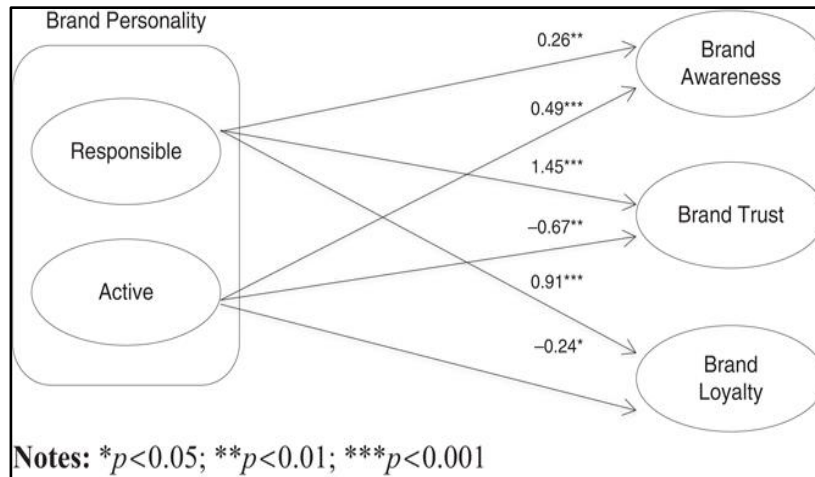 Brand Personality
Responsible
Active
0.26**
0.49***
1.45***
–0.67**
0.91***
–0.24*
Brand
Awareness
Brand Trust
Brand
Loyalty
Notes: *p<0.05; **p<0.01; ***p<0.001